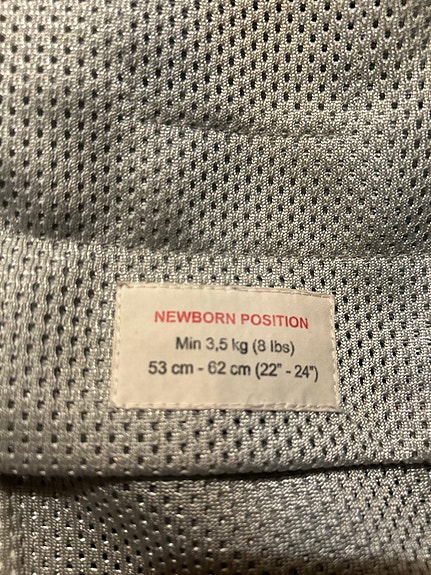 NEWBORN POSITION
Min 3,5 kg (8 lbs)
53 cm - 62 cm (22" - 24")